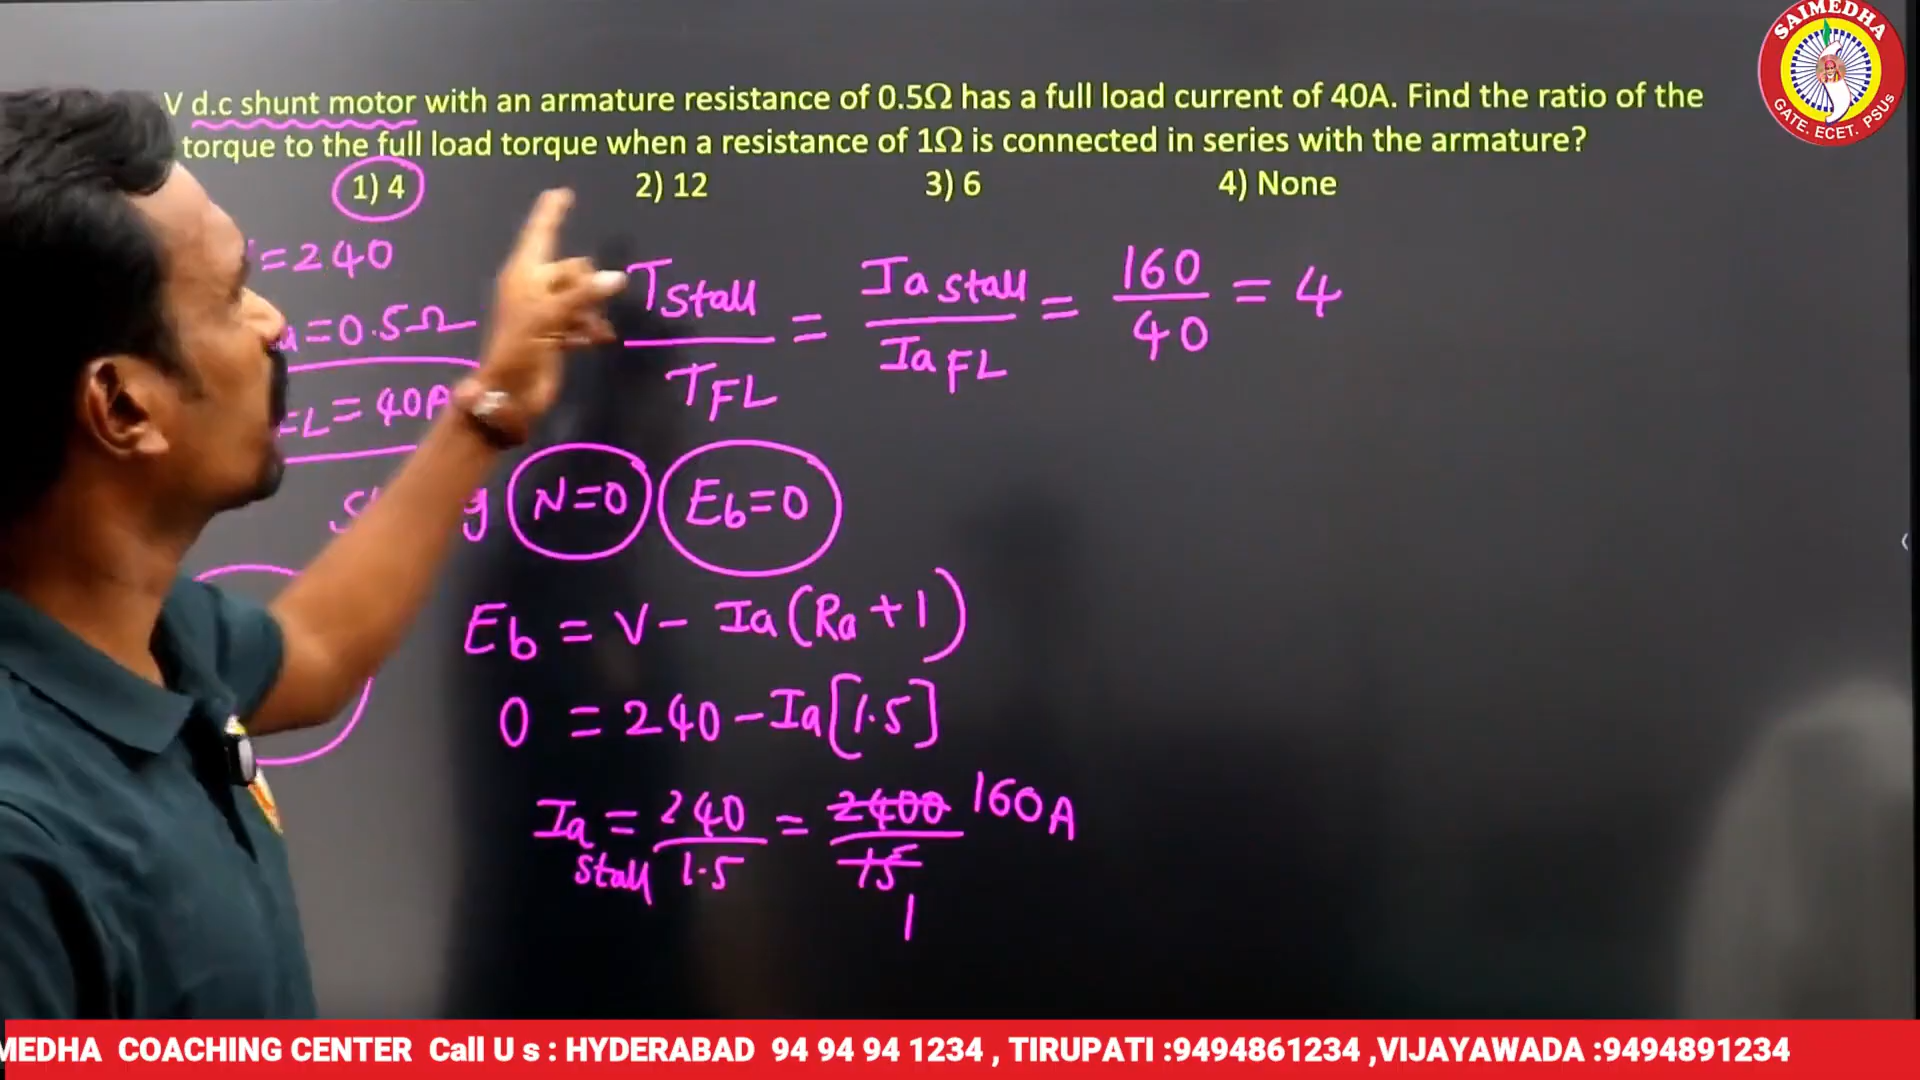 SAIMEDHA
GATE. ECET. PSUs
V d.c shunt motor with an armature resistance of 0.5Ω has a full load current of 40A. Find the ratio of the
torque to the full load torque when a resistance of 1Ω is connected in series with the armature?
1) 4 2) 12 3) 6 4) None
=240
=0.5Ω
FL=40A
T stall / T FL = Ia stall / Ia FL = 160/40 = 4
N=0 Eb=0
Eb = V - Ia(Ra+1)
0 = 240 - Ia[1.5]
Ia stall = 240/1.5 = 2400/15 160A
1
MEDHA COACHING CENTER Call U s : HYDERABAD 94 94 94 1234 , TIRUPATI :9494861234 ,VIJAYAWADA :9494891234